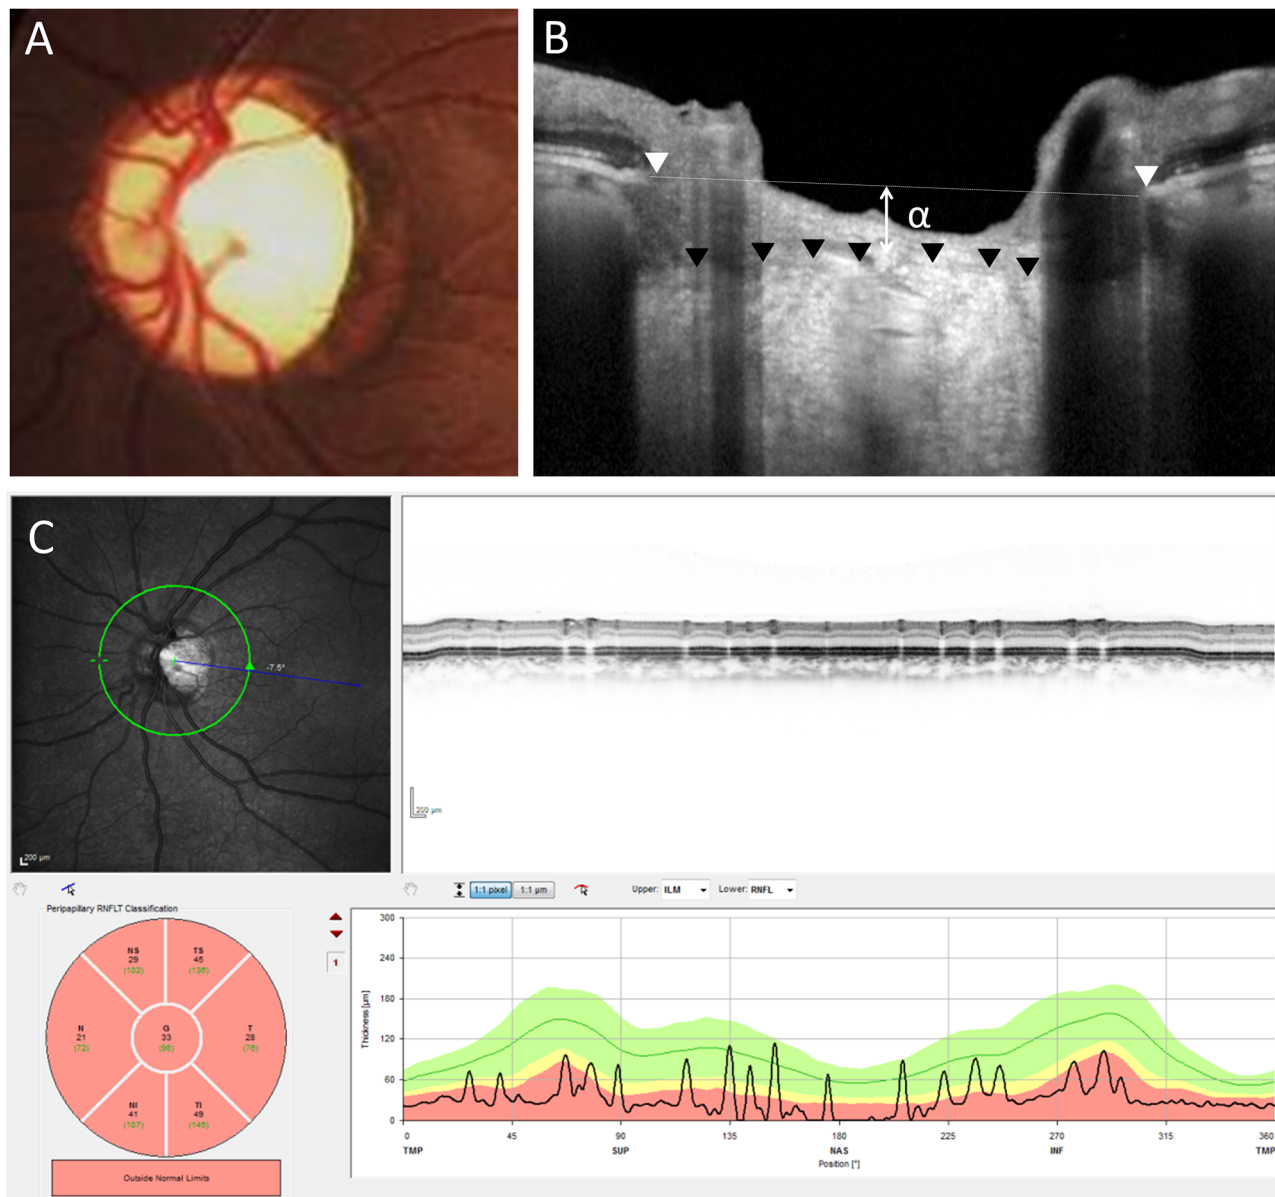 A
B
α
C
-7.5°
200 µm
200 µm
1:1 pixel 1:1 µm Upper: ILM Lower: RNFL
Peripapillary RNFLT Classification
NS
29
(102)
TS
45
(136)
N
21
(72)
G
33
T
28
(76)
NI
41
(107)
TI
49
(145)
Outside Normal Limits
1
Thickness [µm]
300
240
180
120
60
0
0 45 90 135 180 225 270 315 360
TMP SUP NAS INF TMP
Position [°]